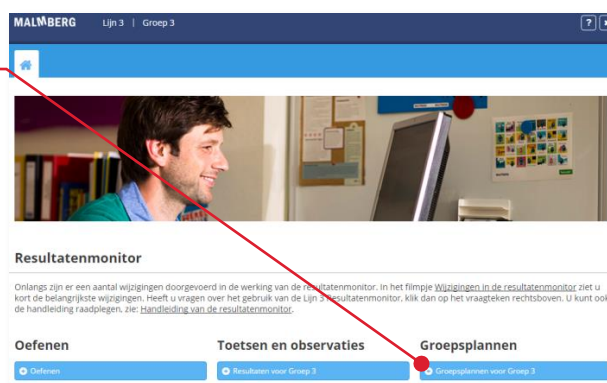 MALMBERG Lijn 3 | Groep 3 ?
Resultatenmonitor
Onlangs zijn er een aantal wijzigingen doorgevoerd in de werking van de resultatenmonitor. In het filmpje Wijzigingen in de resultatenmonitor ziet u
kort de belangrijkste wijzigingen. Heeft u vragen over het gebruik van de Lijn 3 Resultatenmonitor, klik dan op het vraagteken rechtsboven. U kunt ook
de handleiding raadplegen, zie: Handleiding van de resultatenmonitor.
Oefenen Toetsen en observaties Groepsplannen
Oefenen Resultaten voor Groep 3 Groepsplannen voor Groep 3